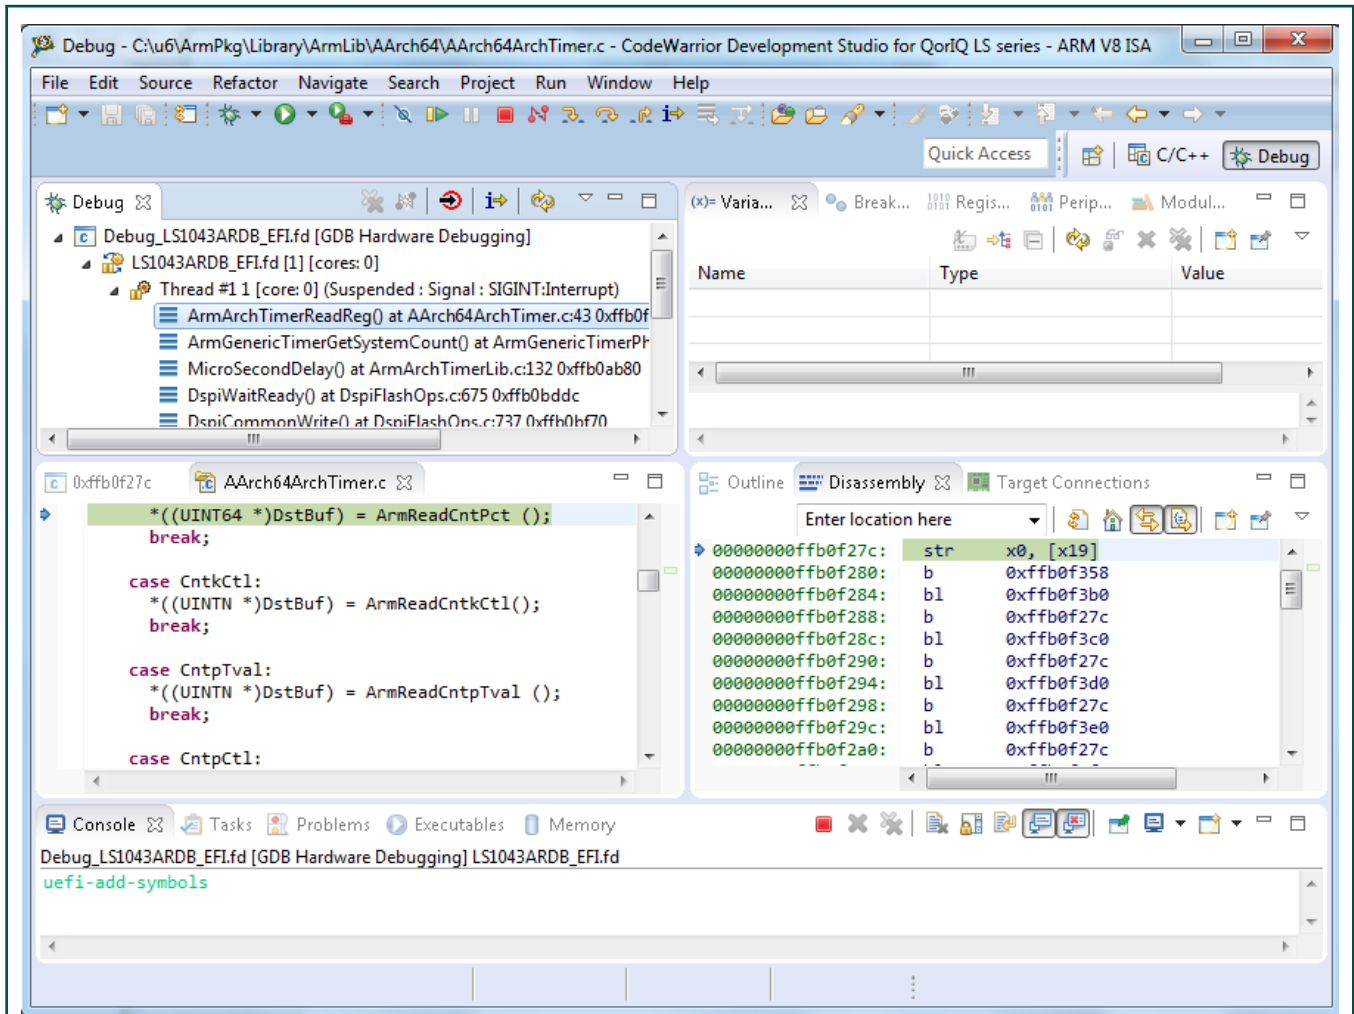 Debug - C:\u6\ArmPkg\Library\ArmLib\AArch64\AArch64ArchTimer.c - CodeWarrior Development Studio for QorIQ LS series - ARM V8 ISA
File Edit Source Refactor Navigate Search Project Run Window Help
Quick Access C/C++ Debug
Debug
Debug_LS1043ARDB_EFI.fd [GDB Hardware Debugging]
LS1043ARDB_EFI.fd [1] [cores: 0]
Thread #1 1 [core: 0] (Suspended : Signal : SIGINT:Interrupt)
ArmArchTimerReadReg() at AArch64ArchTimer.c:43 0xffb0f
ArmGenericTimerGetSystemCount() at ArmGenericTimerPh
MicroSecondDelay() at ArmArchTimerLib.c:132 0xffb0ab80
DspiWaitReady() at DspiFlashOps.c:675 0xffb0bddc
DspiCommonWrite() at DspiFlashOps.c:737 0xffb0bf70
(x)= Varia... Break... Regis... Perip... Modul...
Name Type Value
0xffb0f27c AArch64ArchTimer.c
*((UINT64 *)DstBuf) = ArmReadCntPct ();
break;
case CntkCtl:
*((UINTN *)DstBuf) = ArmReadCntkCtl();
break;
case CntpTval:
*((UINTN *)DstBuf) = ArmReadCntpTval ();
break;
case CntpCtl:
Outline Disassembly Target Connections
Enter location here
00000000ffb0f27c: str x0, [x19]
00000000ffb0f280: b 0xffb0f358
00000000ffb0f284: bl 0xffb0f3b0
00000000ffb0f288: b 0xffb0f27c
00000000ffb0f28c: bl 0xffb0f3c0
00000000ffb0f290: b 0xffb0f27c
00000000ffb0f294: bl 0xffb0f3d0
00000000ffb0f298: b 0xffb0f27c
00000000ffb0f29c: bl 0xffb0f3e0
00000000ffb0f2a0: b 0xffb0f27c
Console Tasks Problems Executables Memory
Debug_LS1043ARDB_EFI.fd [GDB Hardware Debugging] LS1043ARDB_EFI.fd
uefi-add-symbols